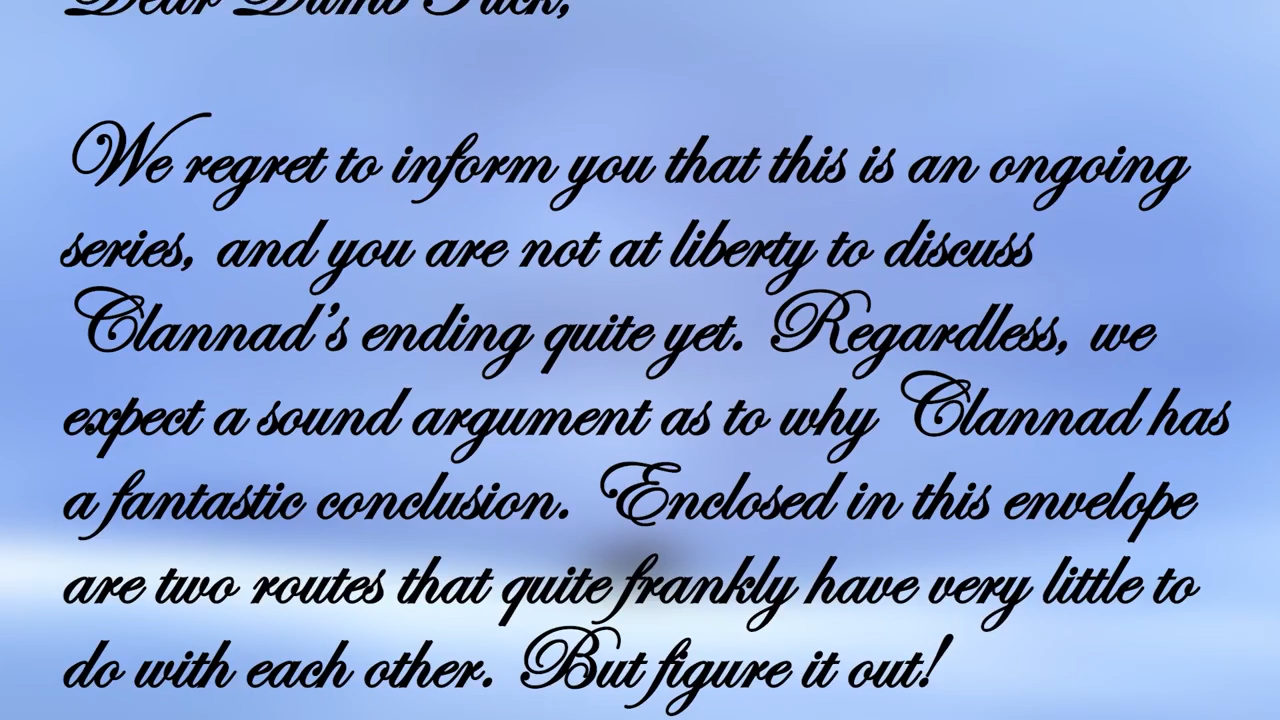 Dear Dumb Fuck,
We regret to inform you that this is an ongoing
series, and you are not at liberty to discuss
Clannad's ending quite yet. Regardless, we
expect a sound argument as to why Clannad has
a fantastic conclusion. Enclosed in this envelope
are two routes that quite frankly have very little to
do with each other. But figure it out!